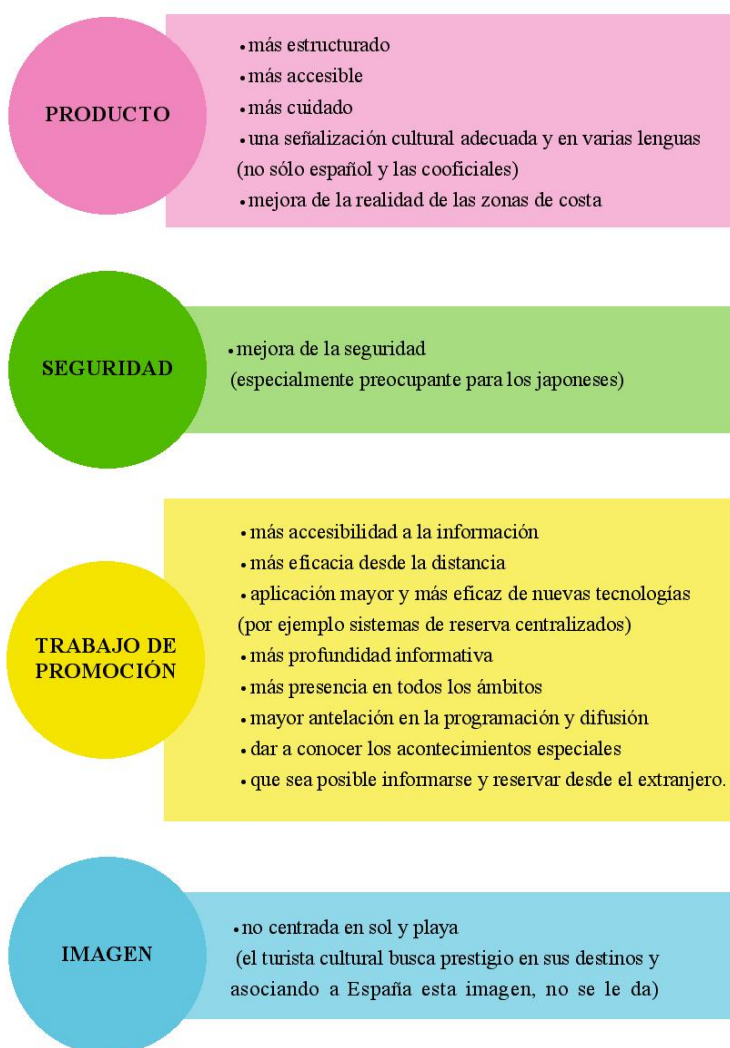 PRODUCTO
• más estructurado
• más accesible
• más cuidado
• una señalización cultural adecuada y en varias lenguas
(no sólo español y las cooficiales)
• mejora de la realidad de las zonas de costa
SEGURIDAD
• mejora de la seguridad
(especialmente preocupante para los japoneses)
TRABAJO DE
PROMOCIÓN
• más accesibilidad a la información
• más eficacia desde la distancia
• aplicación mayor y más eficaz de nuevas tecnologías
(por ejemplo sistemas de reserva centralizados)
• más profundidad informativa
• más presencia en todos los ámbitos
• mayor antelación en la programación y difusión
• dar a conocer los acontecimientos especiales
• que sea posible informarse y reservar desde el extranjero.
IMAGEN
• no centrada en sol y playa
(el turista cultural busca prestigio en sus destinos y
asociando a España esta imagen, no se le da)